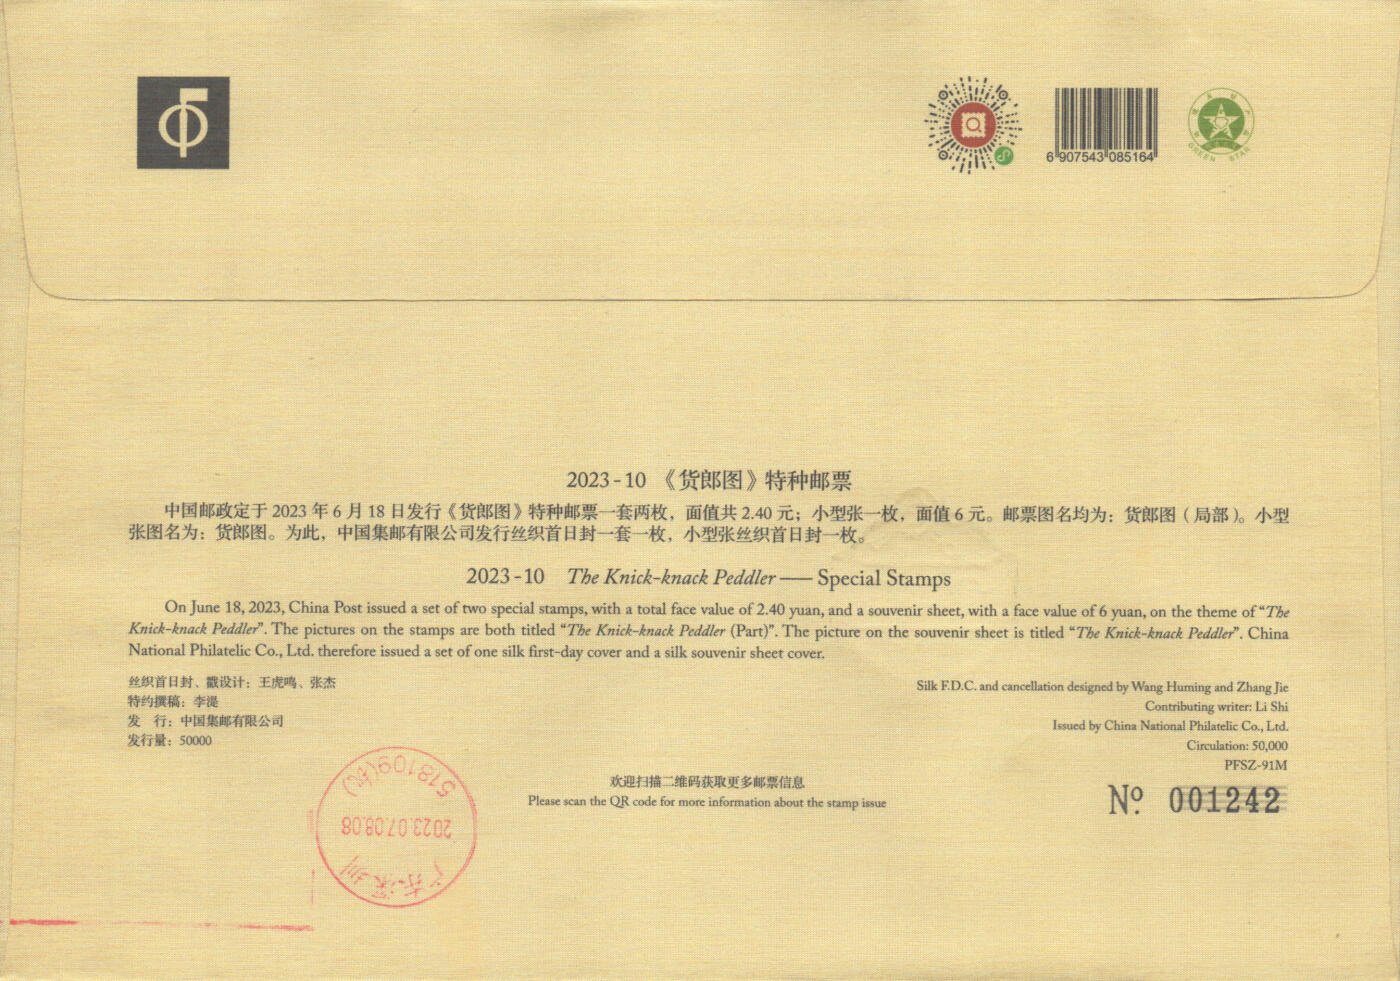 6 907543 085164
GREEN STAR
2023-10 《货郎图》特种邮票
中国邮政定于 2023 年 6 月 18 日发行《货郎图》特种邮票一套两枚，面值共 2.40 元；小型张一枚，面值 6 元。邮票图名均为：货郎图（局部）。小型
张图名为：货郎图。为此，中国集邮有限公司发行丝织首日封一套一枚，小型张丝织首日封一枚。
2023-10 The Knick-knack Peddler —— Special Stamps
On June 18, 2023, China Post issued a set of two special stamps, with a total face value of 2.40 yuan, and a souvenir sheet, with a face value of 6 yuan, on the theme of “The
Knick-knack Peddler”. The pictures on the stamps are both titled “The Knick-knack Peddler (Part)”. The picture on the souvenir sheet is titled “The Knick-knack Peddler”. China
National Philatelic Co., Ltd. therefore issued a set of one silk first-day cover and a silk souvenir sheet cover.
丝织首日封、戳设计：王虎鸣、张杰
特约撰稿：李湜
发 行：中国集邮有限公司
发行量：50000
Silk F.D.C. and cancellation designed by Wang Huming and Zhang Jie
Contributing writer: Li Shi
Issued by China National Philatelic Co., Ltd.
Circulation: 50,000
PFSZ-91M
欢迎扫描二维码获取更多邮票信息
Please scan the QR code for more information about the stamp issue
Nº 001242
广东深圳
2023.07.08.08
518109(投)